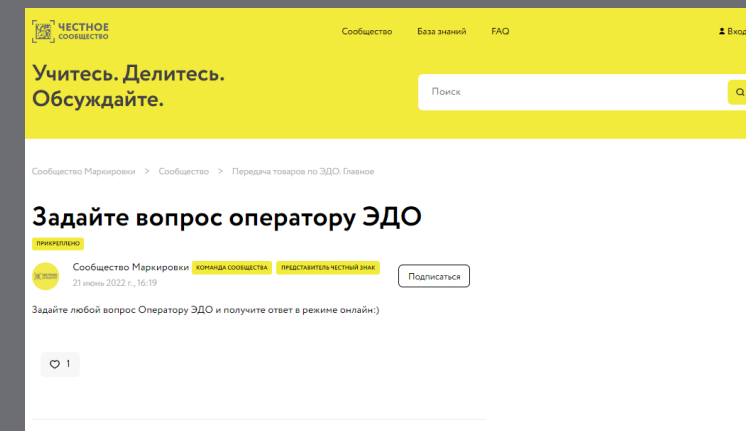 ЧЕСТНОЕ
СООБЩЕСТВО
Сообщество База знаний FAQ Вход
Учитесь. Делитесь.
Обсуждайте.
Поиск
Сообщество Маркировки > Сообщество > Передача товаров по ЭДО. Главное
Задайте вопрос оператору ЭДО
ПРИКРЕПЛЕНО
Сообщество Маркировки КОМАНДА СООБЩЕСТВА ПРЕДСТАВИТЕЛЬ ЧЕСТНЫЙ ЗНАК
21 июнь 2022 г., 16:19
Подписаться
Задайте любой вопрос Оператору ЭДО и получите ответ в режиме онлайн:)
1